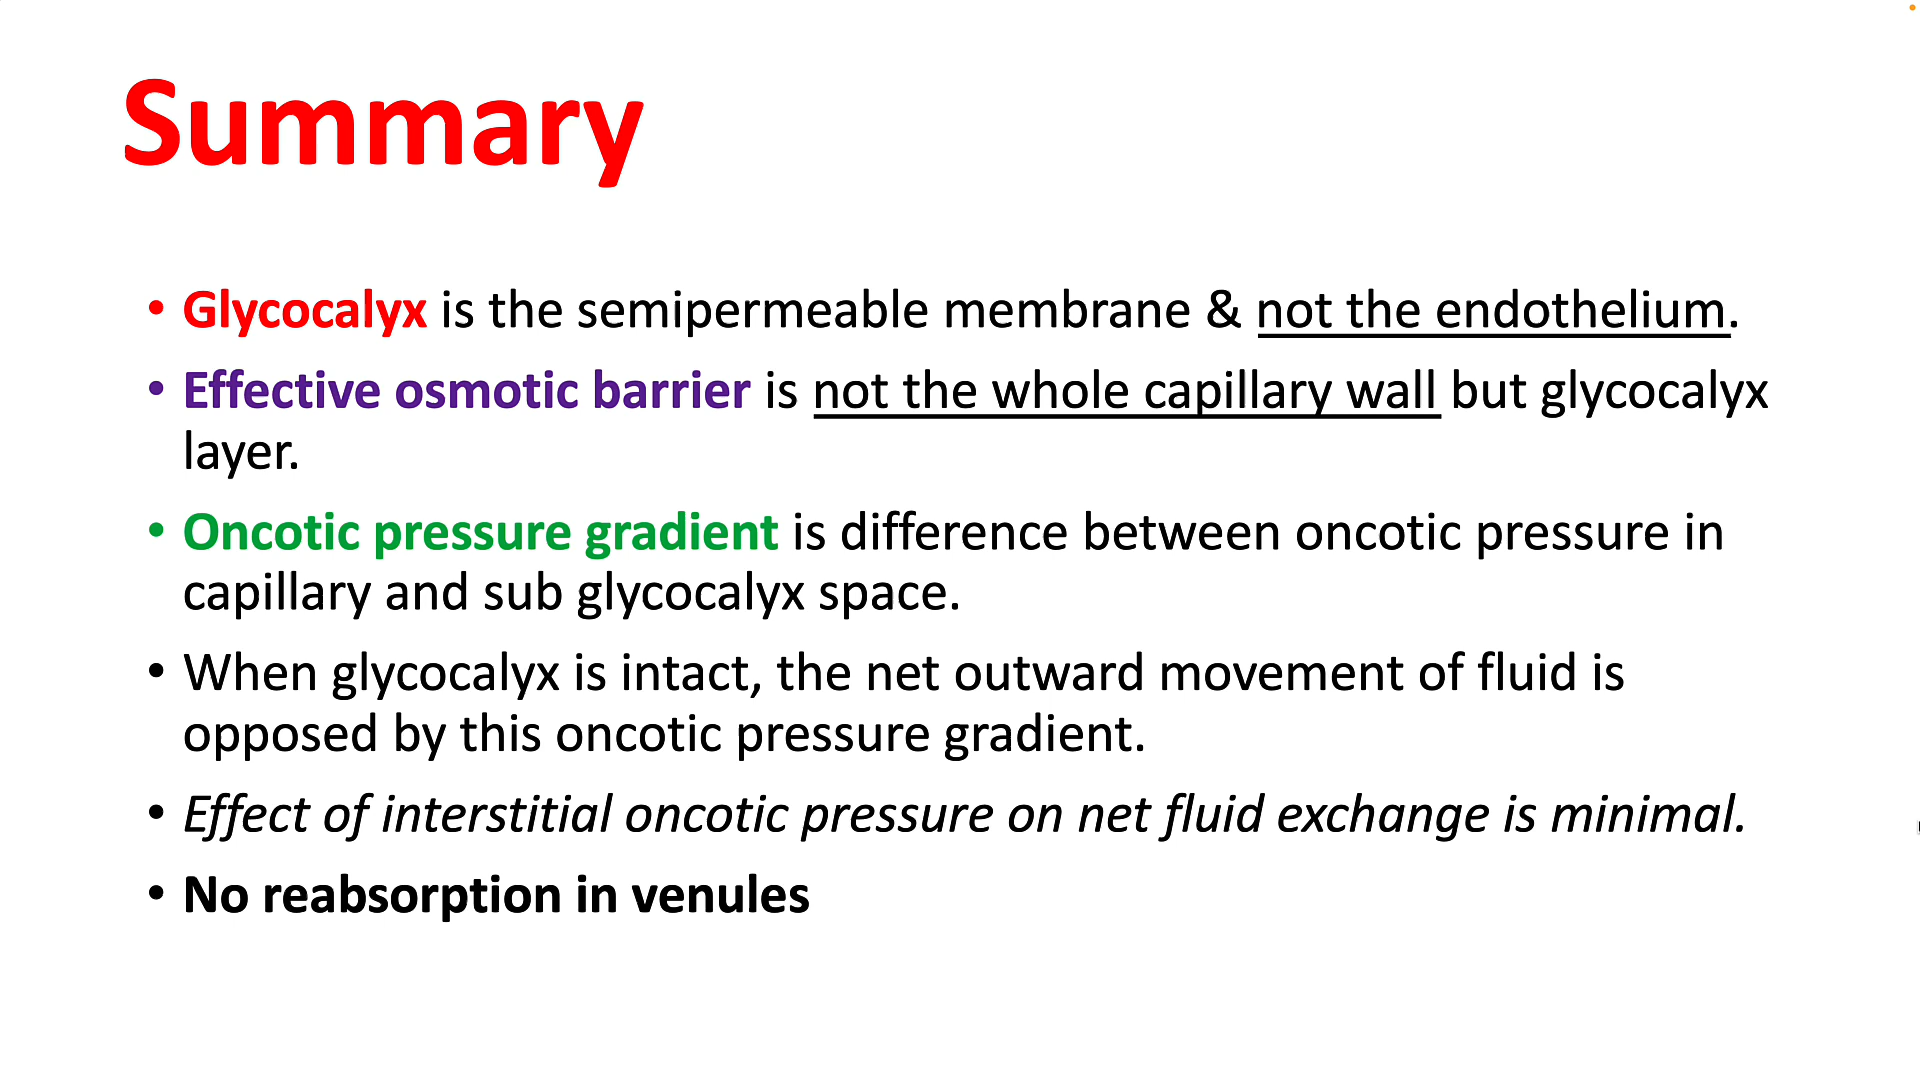 Summary
• Glycocalyx is the semipermeable membrane & not the endothelium.
• Effective osmotic barrier is not the whole capillary wall but glycocalyx
layer.
• Oncotic pressure gradient is difference between oncotic pressure in
capillary and sub glycocalyx space.
• When glycocalyx is intact, the net outward movement of fluid is
opposed by this oncotic pressure gradient.
• Effect of interstitial oncotic pressure on net fluid exchange is minimal.
• No reabsorption in venules